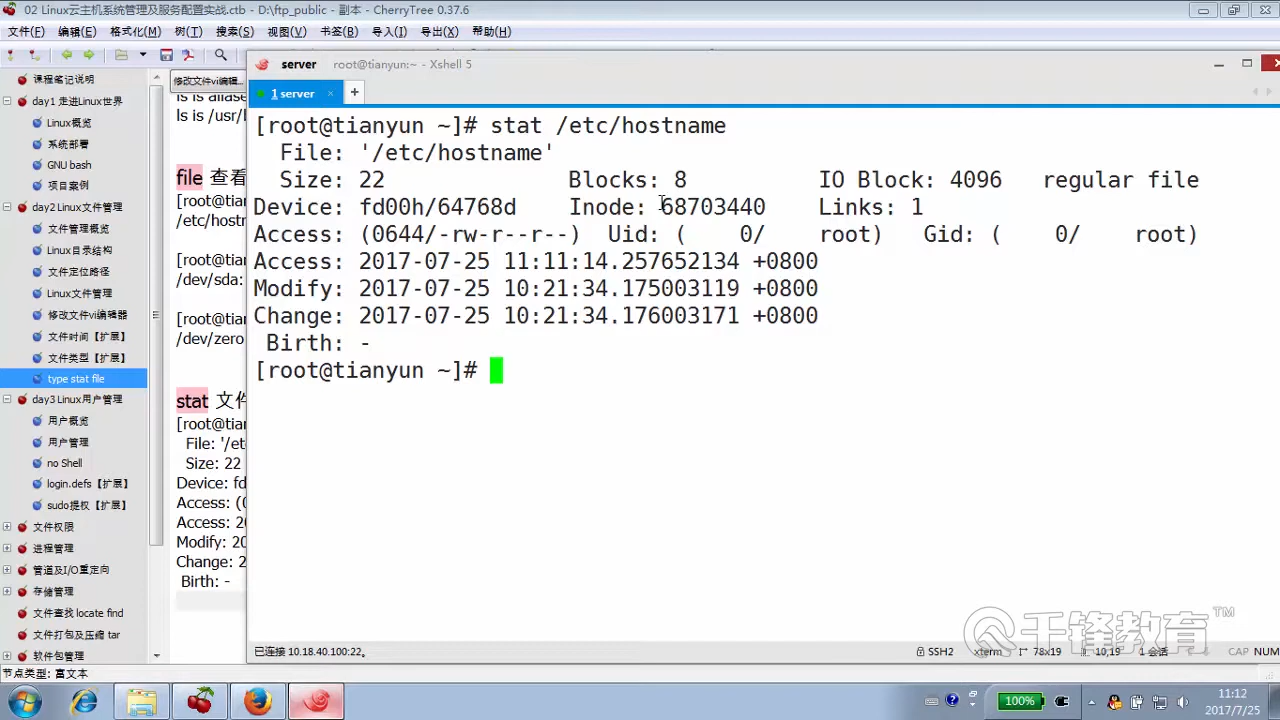 02 Linux云主机系统管理及服务配置实战.ctb - D:\ftp_public - 副本 - CherryTree 0.37.6
文件(F) 编辑(E) 格式化(M) 树(T) 搜索(S) 视图(V) 书签(B) 导入(I) 导出(X) 帮助(H)
课程笔记说明
day1 走进Linux世界
Linux概览
系统部署
GNU bash
项目案例
day2 Linux文件管理
文件管理概览
Linux目录结构
文件定位路径
Linux文件管理
修改文件vi编辑器
文件时间【扩展】
文件类型【扩展】
type stat file
day3 Linux用户管理
用户概览
用户管理
no Shell
login.defs【扩展】
sudo提权【扩展】
文件权限
进程管理
管道及I/O重定向
存储管理
文件查找 locate find
文件打包及压缩 tar
软件包管理
节点类型: 富文本
修改文件vi编辑...
ls is aliase
ls is /usr/
file 查看
[root@tian
/etc/hostn
[root@tian
/dev/sda:
[root@tian
/dev/zero
stat 文件
[root@tian
File: '/et
Size: 22
Device: fd
Access: (0
Access: 20
Modify: 20
Change: 2
Birth: -
server root@tianyun:~ - Xshell 5
1 server × +
[root@tianyun ~]# stat /etc/hostname
File: '/etc/hostname'
Size: 22 Blocks: 8 IO Block: 4096 regular file
Device: fd00h/64768d Inode: 68703440 Links: 1
Access: (0644/-rw-r--r--) Uid: ( 0/ root) Gid: ( 0/ root)
Access: 2017-07-25 11:11:14.257652134 +0800
Modify: 2017-07-25 10:21:34.175003119 +0800
Change: 2017-07-25 10:21:34.176003171 +0800
Birth: -
[root@tianyun ~]#
千锋教育™
已连接 10.18.40.100:22。 SSH2 xterm 78x19 10,19 1 会话 CAP NUM
100% 11:12
2017/7/25